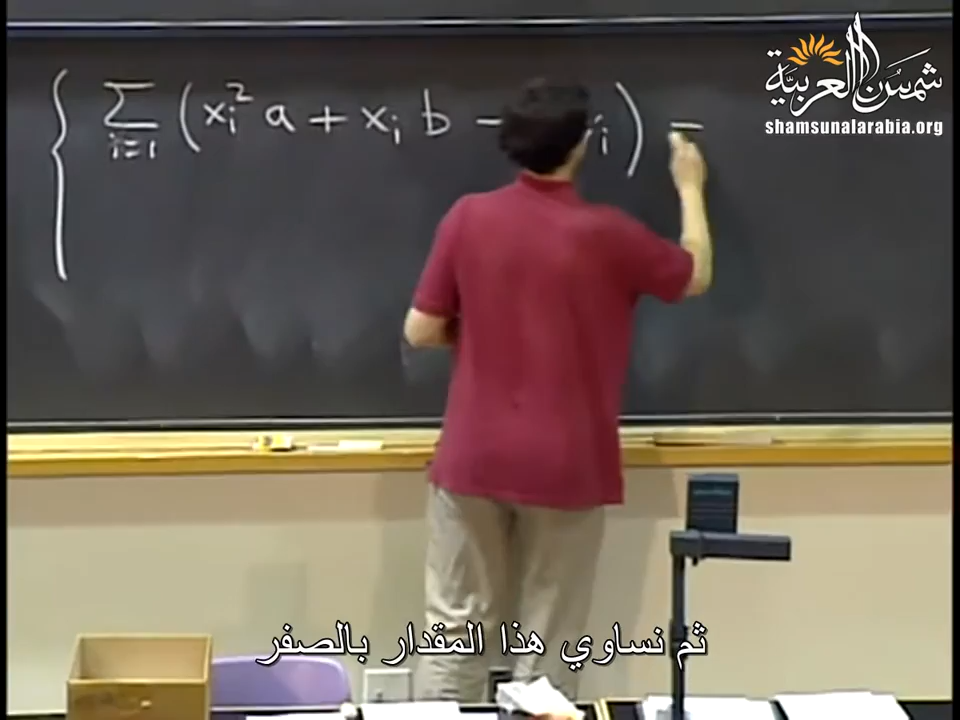 شمس العربية
shamsunalarabia.org
{ Σ i=1 (xᵢ² a + xᵢ b − i) =
ثم نساوي هذا المقدار بالصفر